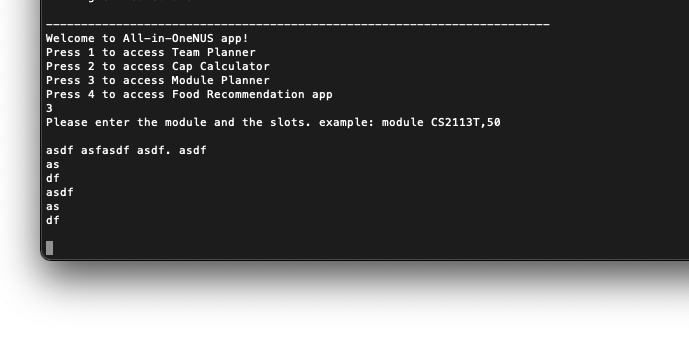 ------------------------------------------------------------------------
Welcome to All-in-OneNUS app!
Press 1 to access Team Planner
Press 2 to access Cap Calculator
Press 3 to access Module Planner
Press 4 to access Food Recommendation app
3
Please enter the module and the slots. example: module CS2113T,50
asdf asfasdf asdf. asdf
as
df
asdf
as
df